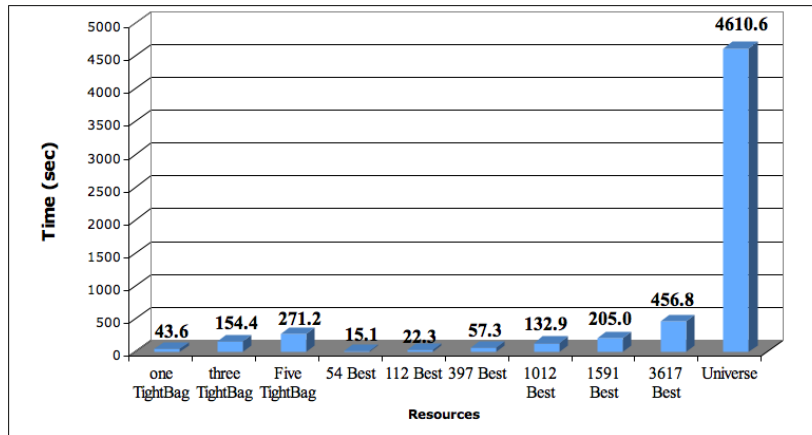 5000
4500
4000
3500
3000
2500
2000
1500
1000
500
0
Time (sec)
43.6
154.4
271.2
15.1
22.3
57.3
132.9
205.0
456.8
4610.6
one TightBag
three TightBag
Five TightBag
54 Best
112 Best
397 Best
1012 Best
1591 Best
3617 Best
Universe
Resources